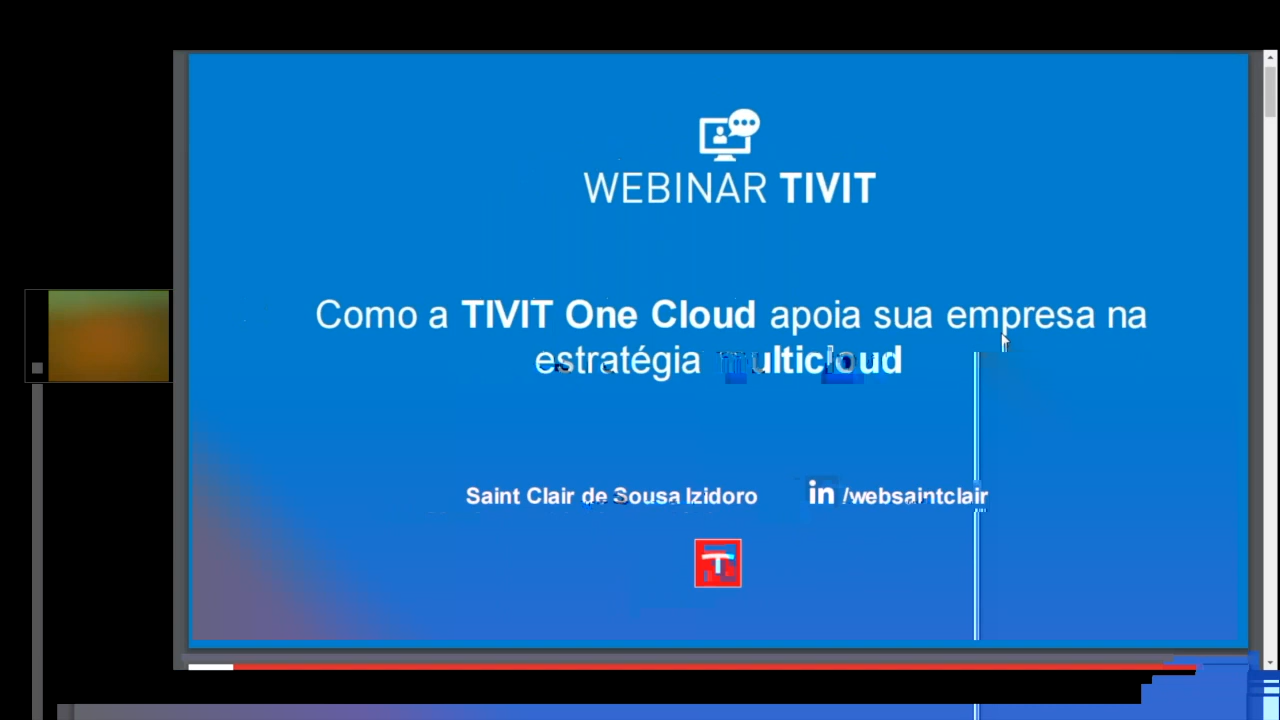 WEBINAR TIVIT
Como a TIVIT One Cloud apoia sua empresa na
estratégia multicloud
Saint Clair de Sousa Izidoro
in /websaintclair
T